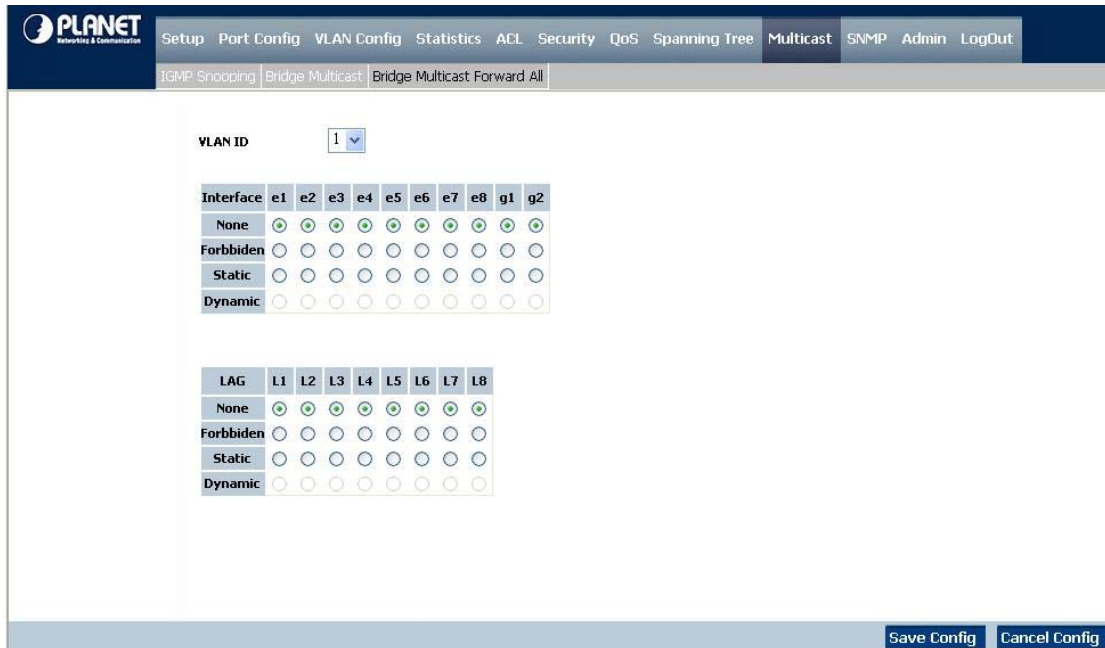 PLANET
Networking & Communication
Setup Port Config VLAN Config Statistics ACL Security QoS Spanning Tree Multicast SNMP Admin LogOut
IGMP Snooping Bridge Multicast Bridge Multicast Forward All
VLAN ID 1
Interface e1 e2 e3 e4 e5 e6 e7 e8 g1 g2
None
Forbbiden
Static
Dynamic
LAG L1 L2 L3 L4 L5 L6 L7 L8
None
Forbbiden
Static
Dynamic
Save Config Cancel Config